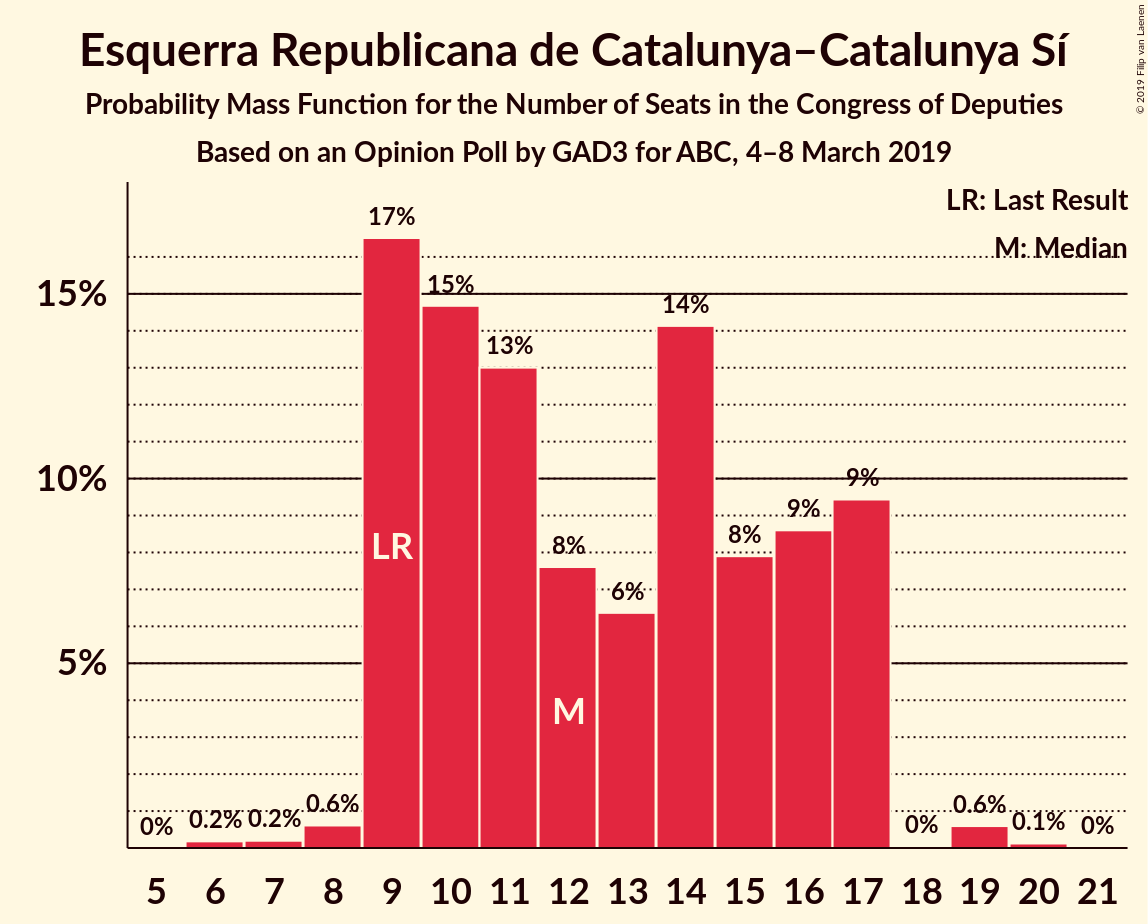 Esquerra Republicana de Catalunya–Catalunya Sí
Probability Mass Function for the Number of Seats in the Congress of Deputies
Based on an Opinion Poll by GAD3 for ABC, 4–8 March 2019
© 2019 Filip van Laenen
LR: Last Result
M: Median
17%
15%
15%
14%
13%
10%
9%
9%
8%
8%
LR
6%
5%
M
0%
0.2%
0.2%
0.6%
0%
0.6%
0.1%
0%
5 6 7 8 9 10 11 12 13 14 15 16 17 18 19 20 21